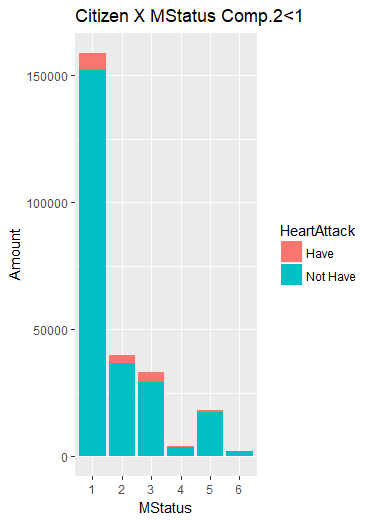 Citizen X MStatus Comp.2<1
150000
100000
50000
0
Amount
1 2 3 4 5 6
MStatus
HeartAttack
Have
Not Have